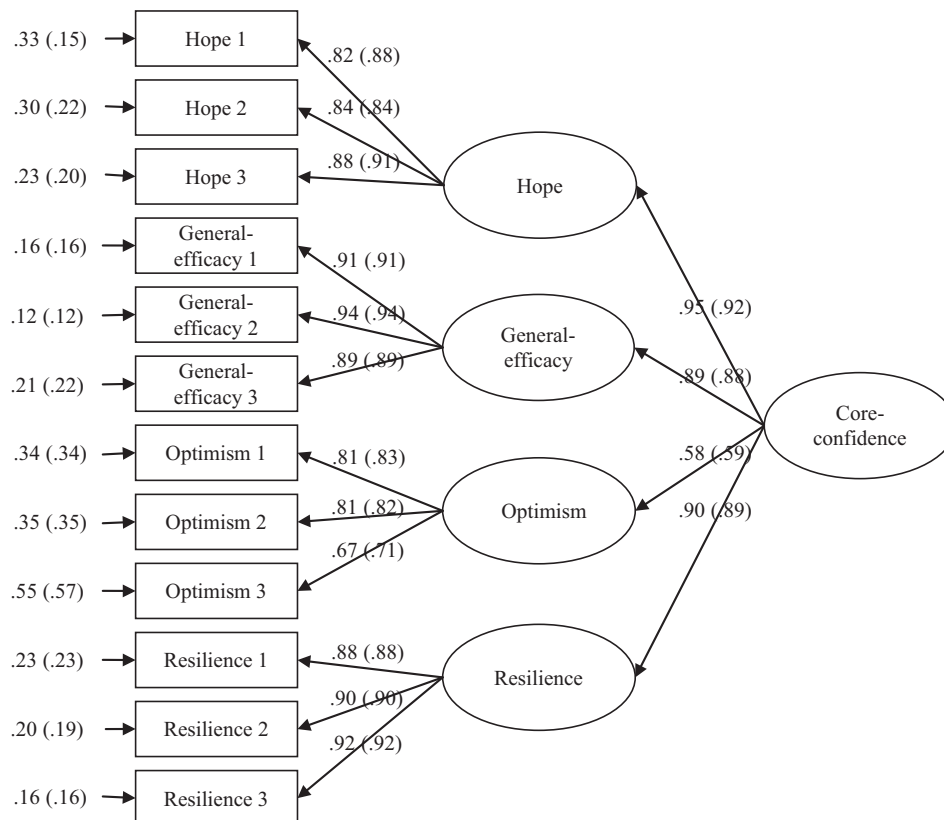 .33 (.15)
Hope 1
.82 (.88)
.30 (.22)
Hope 2
.84 (.84)
.23 (.20)
Hope 3
.88 (.91)
Hope
.16 (.16)
General-
efficacy 1
.91 (.91)
.95 (.92)
.12 (.12)
General-
efficacy 2
.94 (.94)
General-
efficacy
.21 (.22)
General-
efficacy 3
.89 (.89)
.89 (.88)
Core-
confidence
.34 (.34)
Optimism 1
.81 (.83)
.58 (.59)
.35 (.35)
Optimism 2
.81 (.82)
Optimism
.90 (.89)
.55 (.57)
Optimism 3
.67 (.71)
.23 (.23)
Resilience 1
.88 (.88)
Resilience
.20 (.19)
Resilience 2
.90 (.90)
.92 (.92)
.16 (.16)
Resilience 3